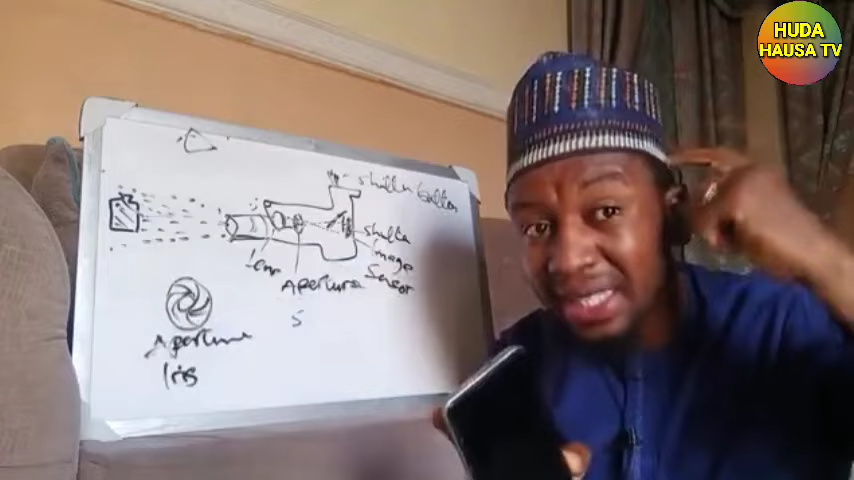 HUDA
HAUSA TV
shutter button
shutter
image
Sensor
lens
Aperture
S
Aperture
Iris